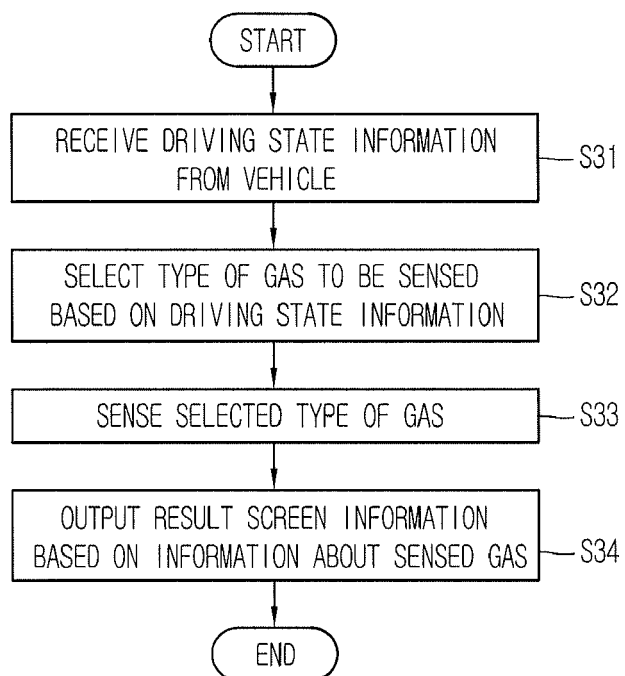 START
RECEIVE DRIVING STATE INFORMATION
FROM VEHICLE
S31
SELECT TYPE OF GAS TO BE SENSED
BASED ON DRIVING STATE INFORMATION
S32
SENSE SELECTED TYPE OF GAS
S33
OUTPUT RESULT SCREEN INFORMATION
BASED ON INFORMATION ABOUT SENSED GAS
S34
END